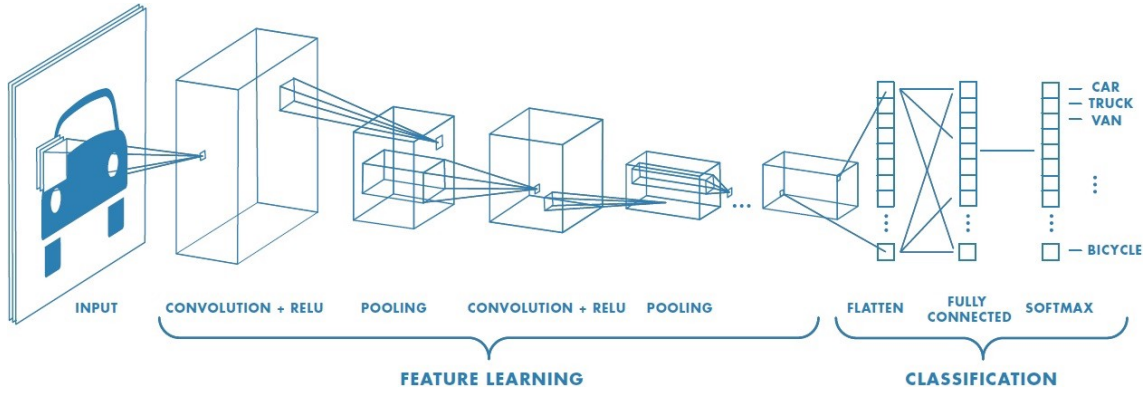 CAR
TRUCK
VAN
BICYCLE
INPUT
CONVOLUTION + RELU
POOLING
CONVOLUTION + RELU
POOLING
FLATTEN
FULLY
CONNECTED
SOFTMAX
FEATURE LEARNING
CLASSIFICATION